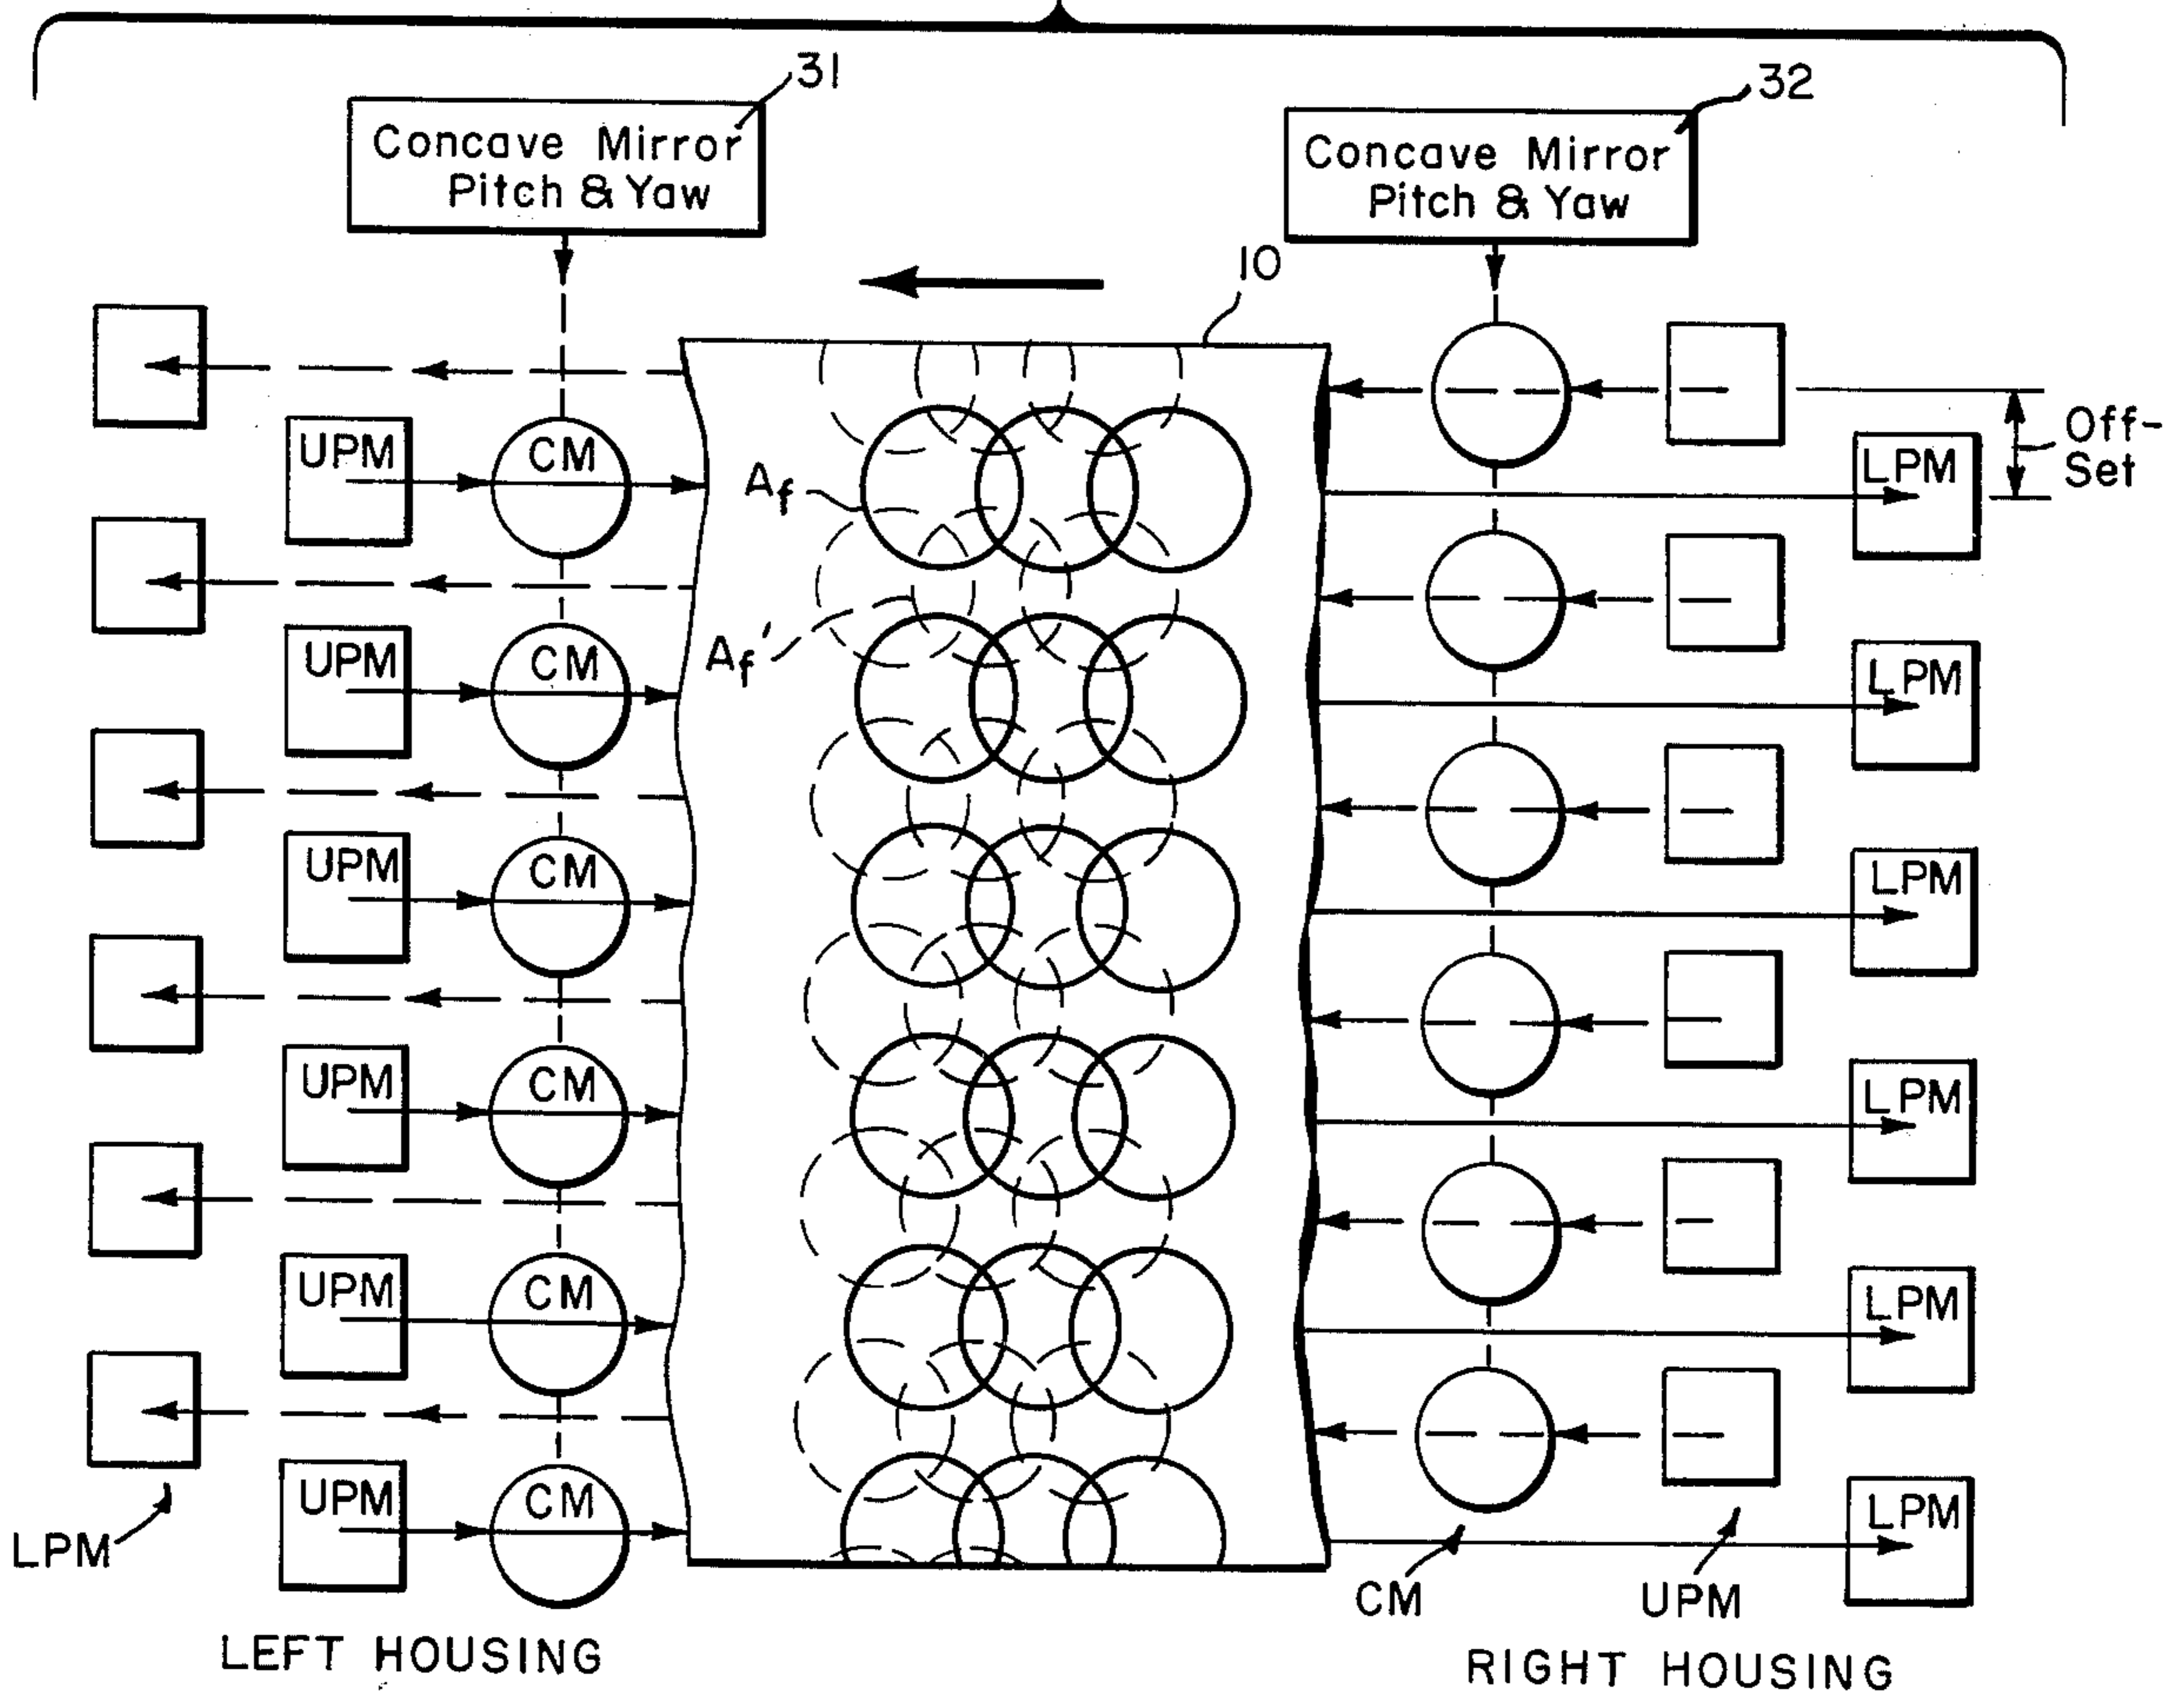 31
32
Concave Mirror
Pitch & Yaw
Concave Mirror
Pitch & Yaw
10
Off-
Set
UPM
CM
Af
LPM
UPM
CM
Af'
LPM
UPM
CM
LPM
UPM
CM
LPM
UPM
CM
LPM
UPM
CM
LPM
LPM
CM
UPM
LEFT HOUSING
RIGHT HOUSING